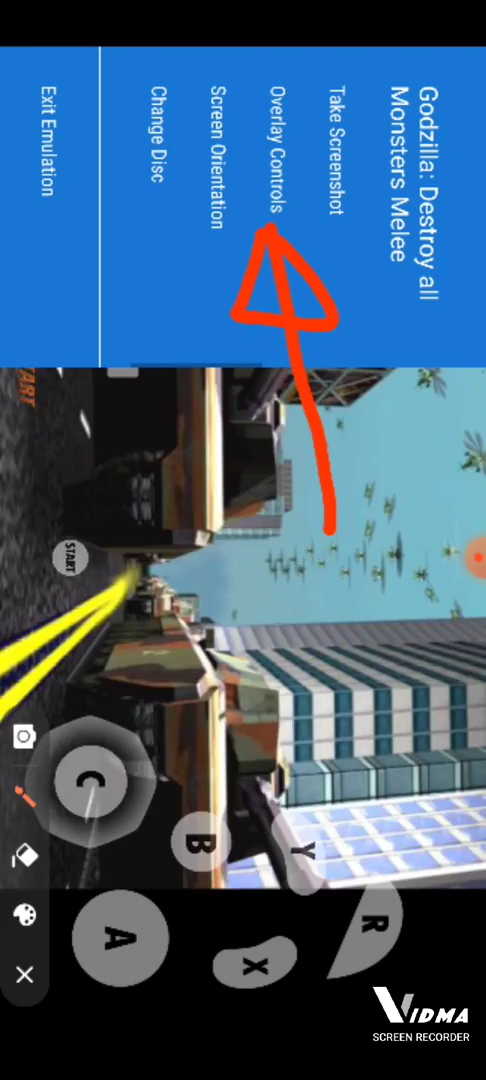 Godzilla: Destroy all
Monsters Melee
Take Screenshot
Overlay Controls
Screen Orientation
Change Disc
Exit Emulation
TART
START
C
B
Y
A
X
R
VIDMA
SCREEN RECORDER